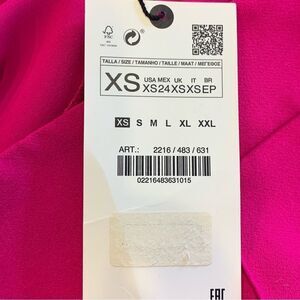 FSC
TALLA / SIZE / TAMANHO / TAILLE / MAAT / ΜΕΓΕΘΟΣ
XS
USA MEX UK IT BR
XS 24 XS XS EP
XS S M L XL XXL
ART.: 2216 / 483 / 631
02216483631015
EAC